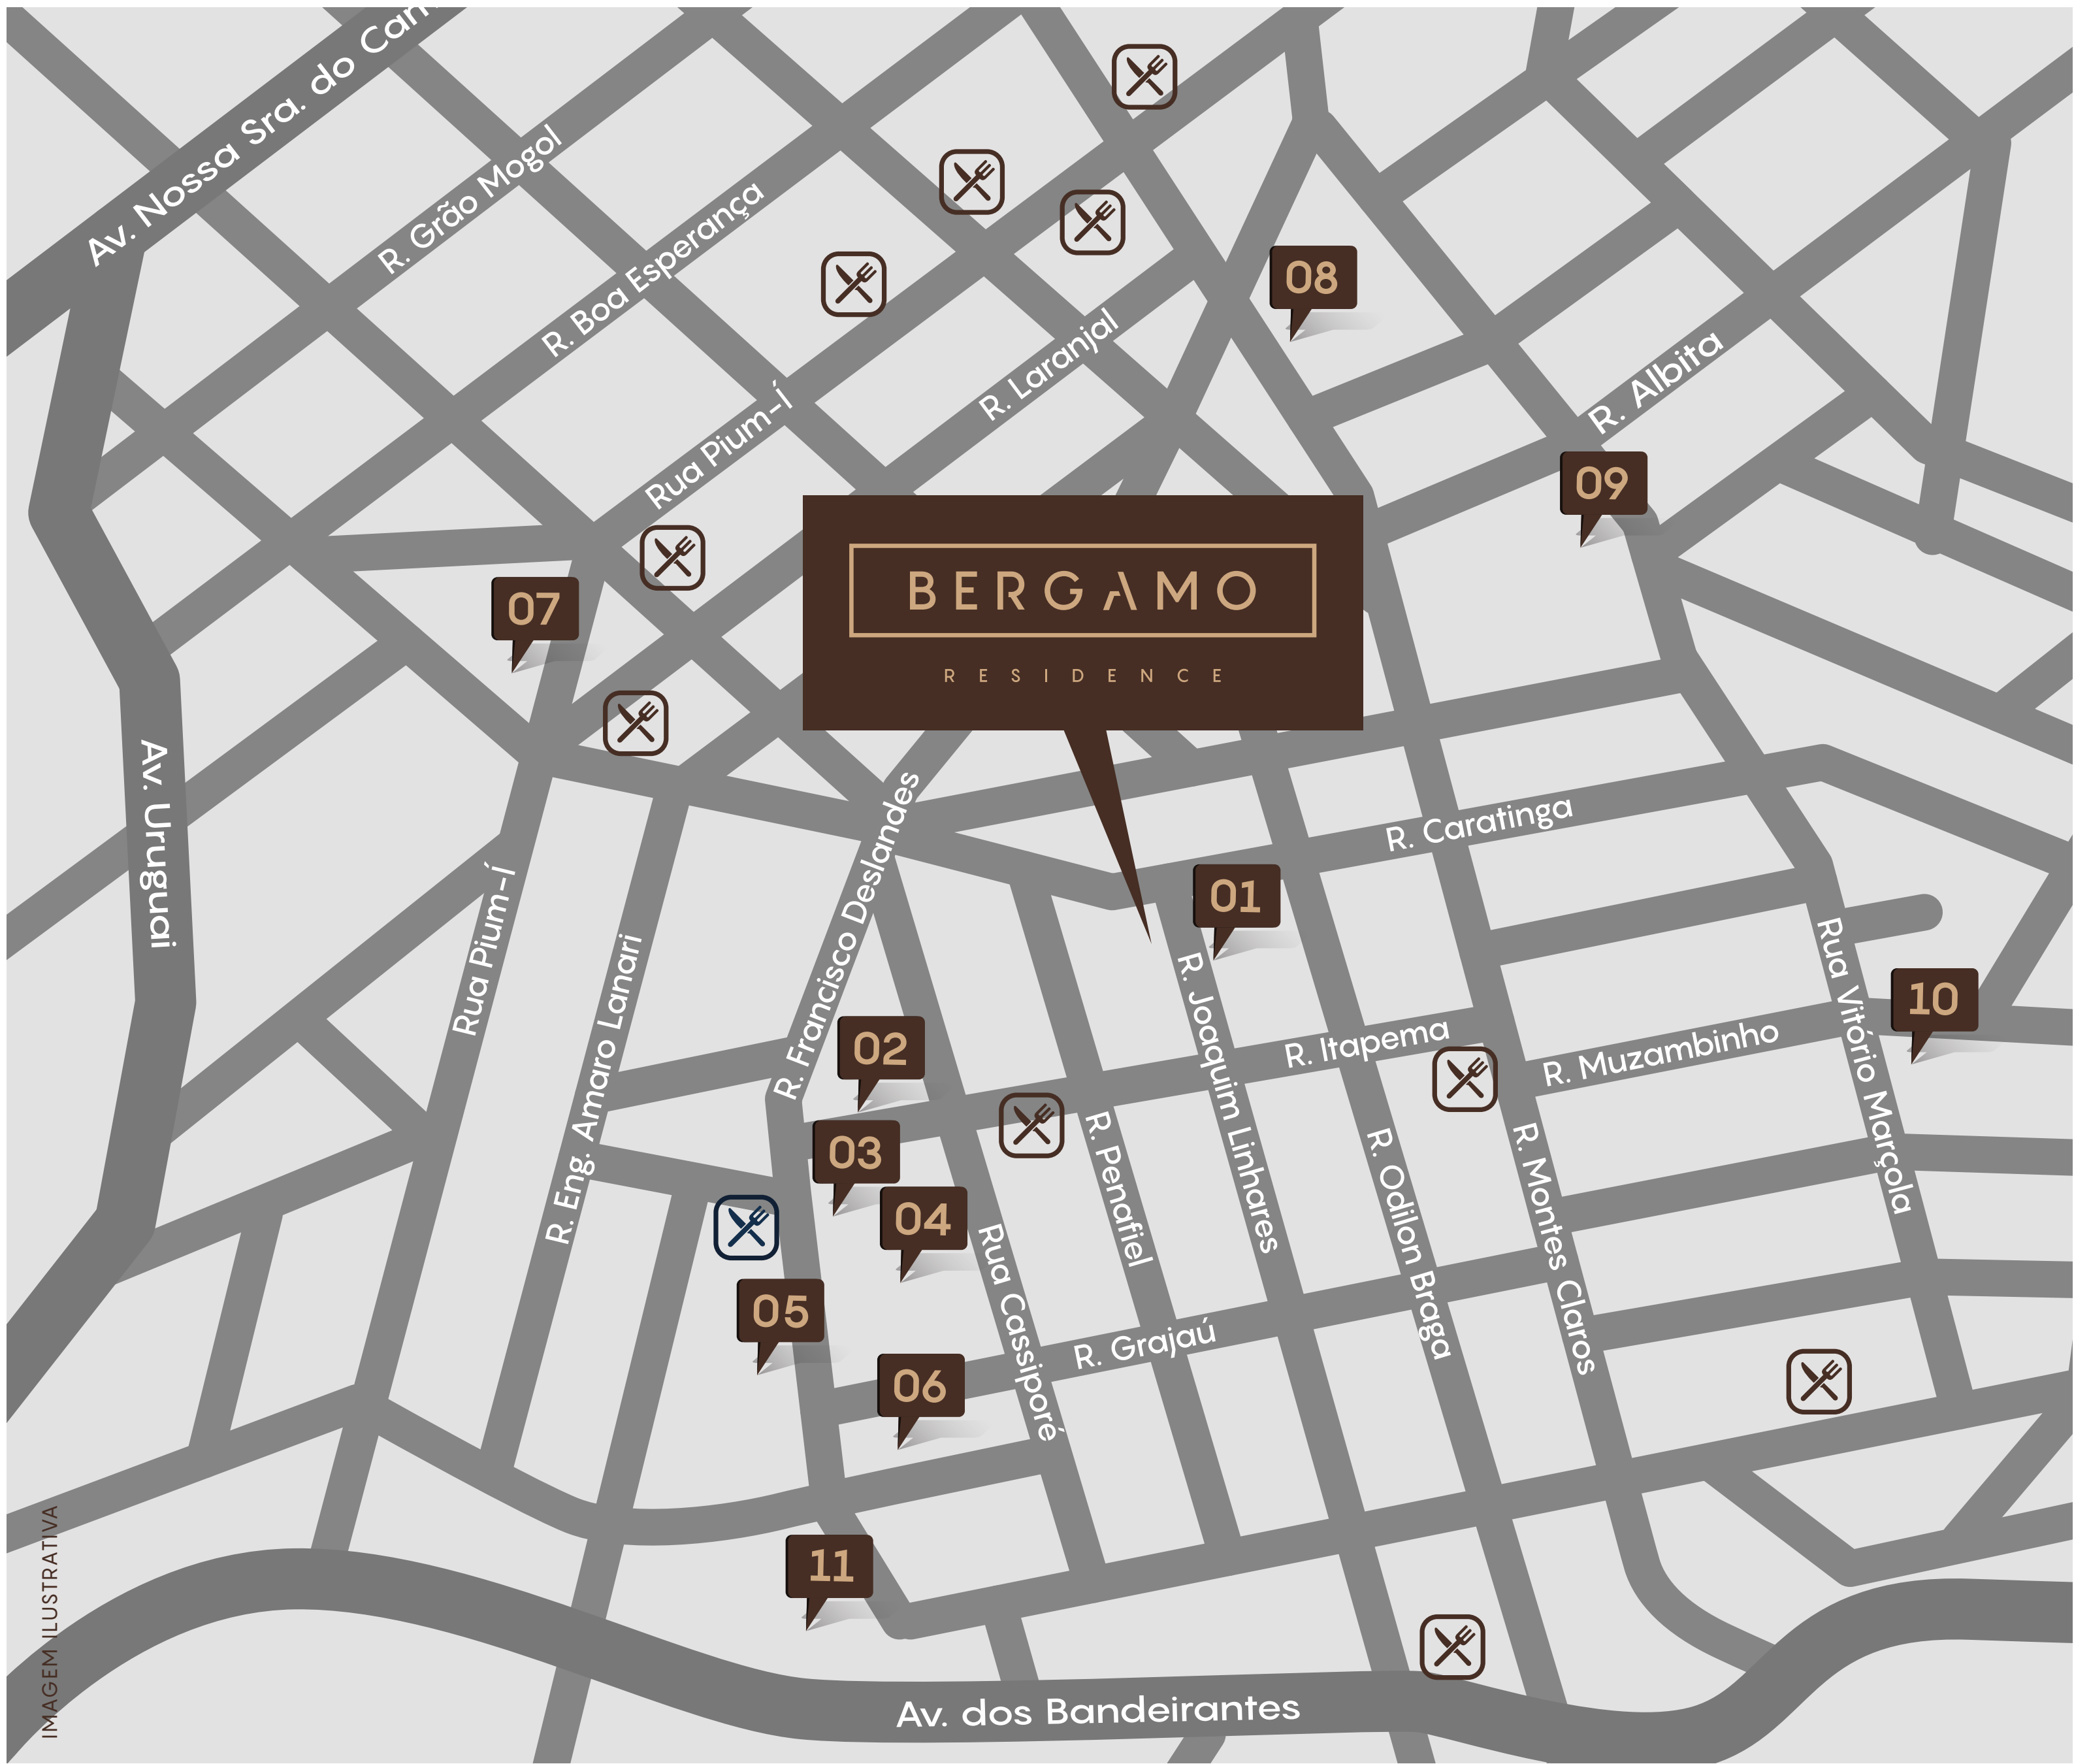 Av. Nossa Sra. do
R. Grão Mogol
R. Boa Esperança
08
R. Laranjal
R. Albita
Rua Pium-Í
09
BERGAMO
RESIDENCE
07
Av. Uruguai
R. Francisco Deslandes
R. Caratinga
01
Rua Pium-Í
R. Eng. Amaro Lanari
R. Joaquim Linhares
Rua Vitório Marçola
10
02
R. Itapema
R. Muzambinho
03
R. Penafiel
R. Odilon Braga
R. Montes Claros
04
Rua Cassiporé
05
R. Grajaú
06
11
IMAGEM ILUSTRATIVA
Av. dos Bandeirantes